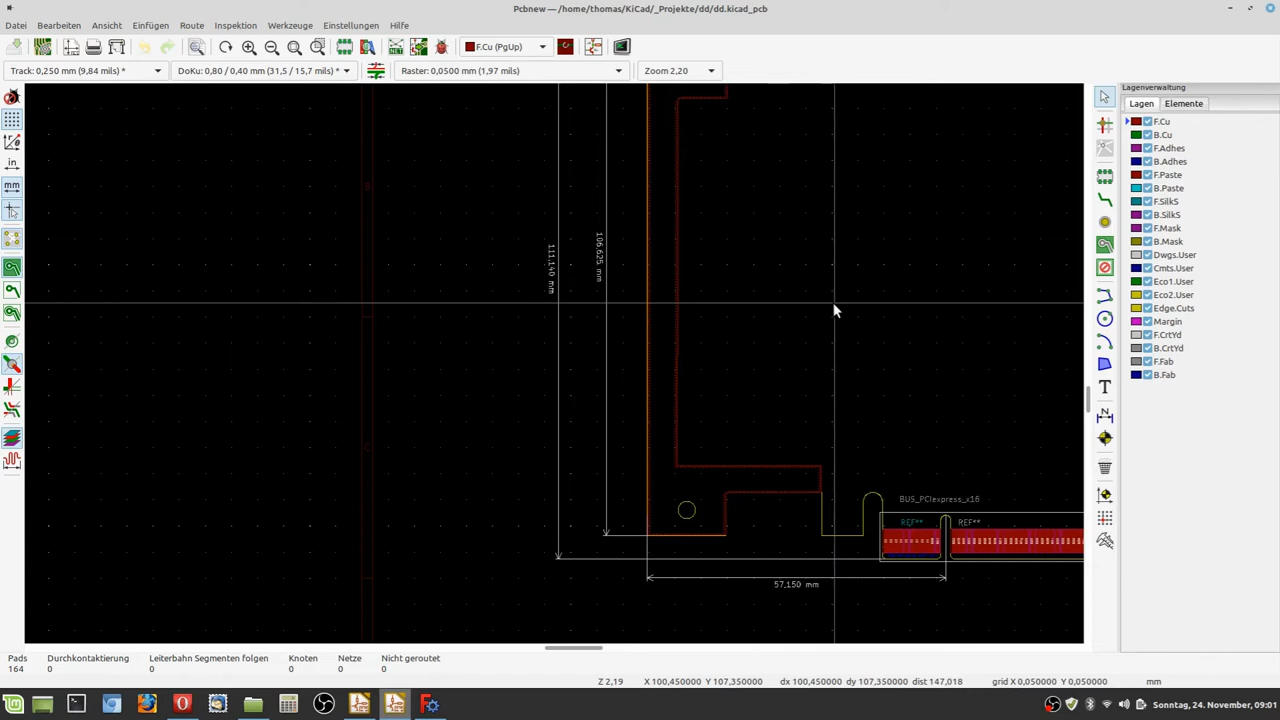 Pcbnew — /home/thomas/KiCad/_Projekte/dd/dd.kicad_pcb
Datei Bearbeiten Ansicht Einfügen Route Inspektion Werkzeuge Einstellungen Hilfe
F.Cu (PgUp)
Track: 0,250 mm (9,84 mils) * DoKu: 0,80 / 0,40 mm (31,5 / 15,7 mils) * Raster: 0,0500 mm (1,97 mils) Zoom 2,20
Lagenverwaltung
Lagen Elemente
F.Cu
B.Cu
F.Adhes
B.Adhes
F.Paste
B.Paste
F.SilkS
B.SilkS
F.Mask
B.Mask
Dwgs.User
Cmts.User
Eco1.User
Eco2.User
Edge.Cuts
Margin
F.CrtYd
B.CrtYd
F.Fab
B.Fab
in
mm
B
C
111,140 mm
106,625 mm
BUS_PCIexpress_x16
REF** REF**
57,150 mm
Pads Durchkontaktierung Leiterbahn Segmenten folgen Knoten Netze Nicht geroutet
164 0 0 0 0 0
Z 2,19 X 100,450000 Y 107,350000 dx 100,450000 dy 107,350000 dist 147,018 grid X 0,050000 Y 0,050000 mm
Sonntag, 24. November, 09:01